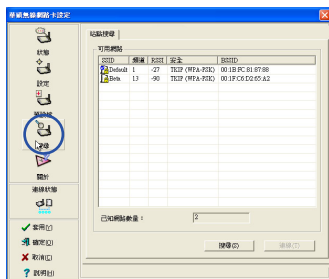 華碩無線網路卡設定
狀態
設定
搜尋
關於
連線狀態
套用(Y)
確定(O)
取消(C)
說明(H)
站點搜尋
可用網路
SSID 頻道 RSSI 安全 BSSID
Default 1 -27 TKIP (WPA-PSK) 00:1B:FC:81:87:88
Beta 13 -90 TKIP (WPA-PSK) 00:1F:C6:D2:65:A2
已知網路數量： 2
搜尋(S) 連線(T)